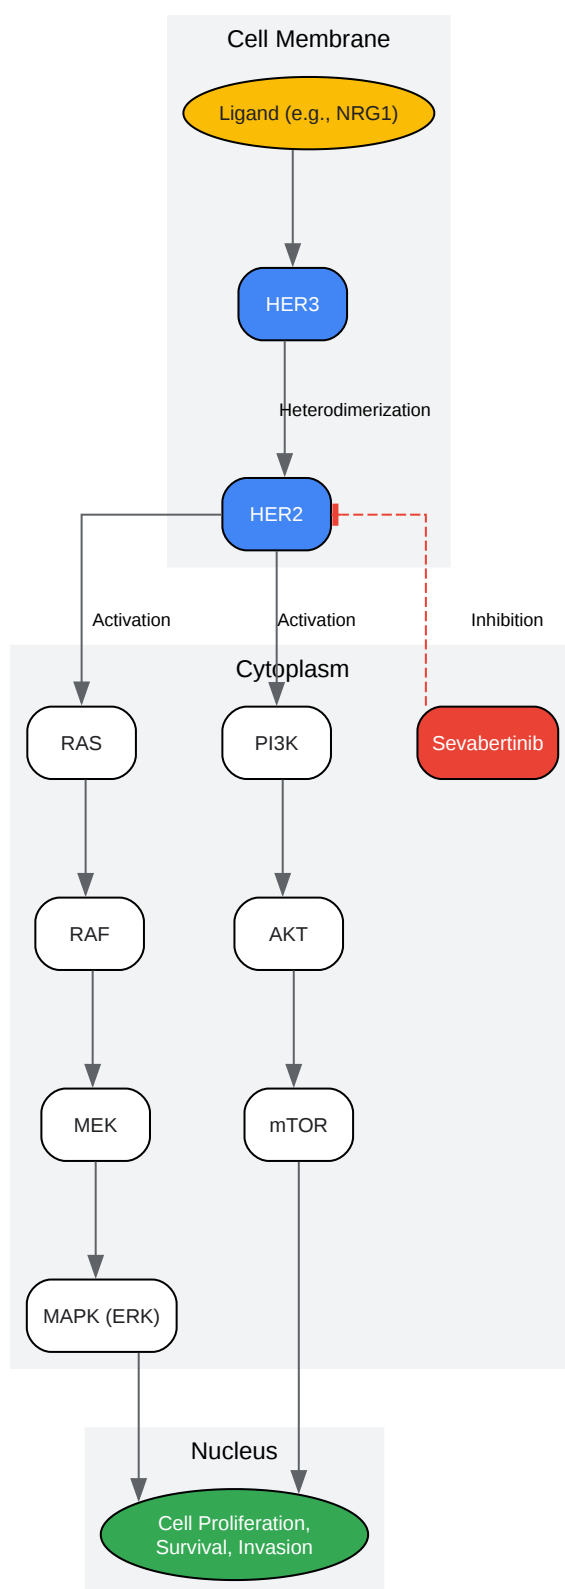 Cell Membrane
Ligand (e.g., NRG1)
HER3
Heterodimerization
HER2
Activation
Activation
Inhibition
Cytoplasm
RAS
PI3K
Sevabertinib
RAF
AKT
MEK
mTOR
MAPK (ERK)
Nucleus
Cell Proliferation,
Survival, Invasion